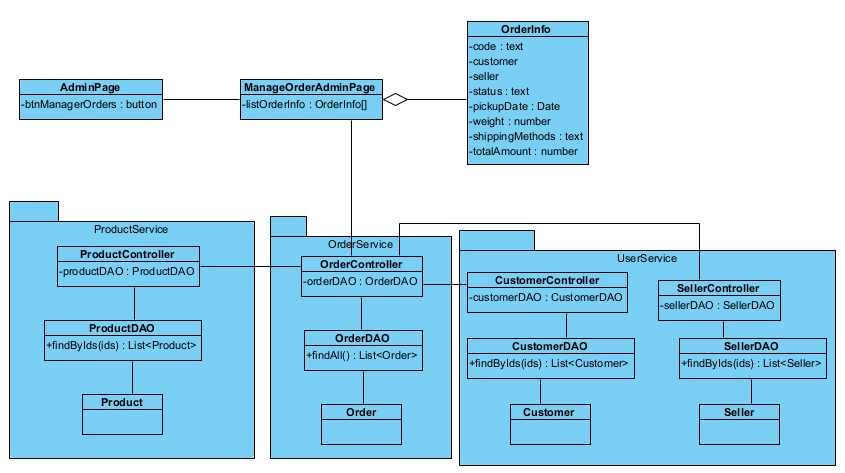 OrderInfo
-code : text
-customer
-seller
-status : text
-pickupDate : Date
-weight : number
-shippingMethods : text
-totalAmount : number
AdminPage
-btnManagerOrders : button
ManageOrderAdminPage
-listOrderInfo : OrderInfo[]
ProductService
ProductController
-productDAO : ProductDAO
ProductDAO
+findByIds(ids) : List<Product>
Product
OrderService
OrderController
-orderDAO : OrderDAO
OrderDAO
+findAll() : List<Order>
Order
UserService
CustomerController
-customerDAO : CustomerDAO
CustomerDAO
+findByIds(ids) : List<Customer>
Customer
SellerController
-sellerDAO : SellerDAO
SellerDAO
+findByIds(ids) : List<Seller>
Seller